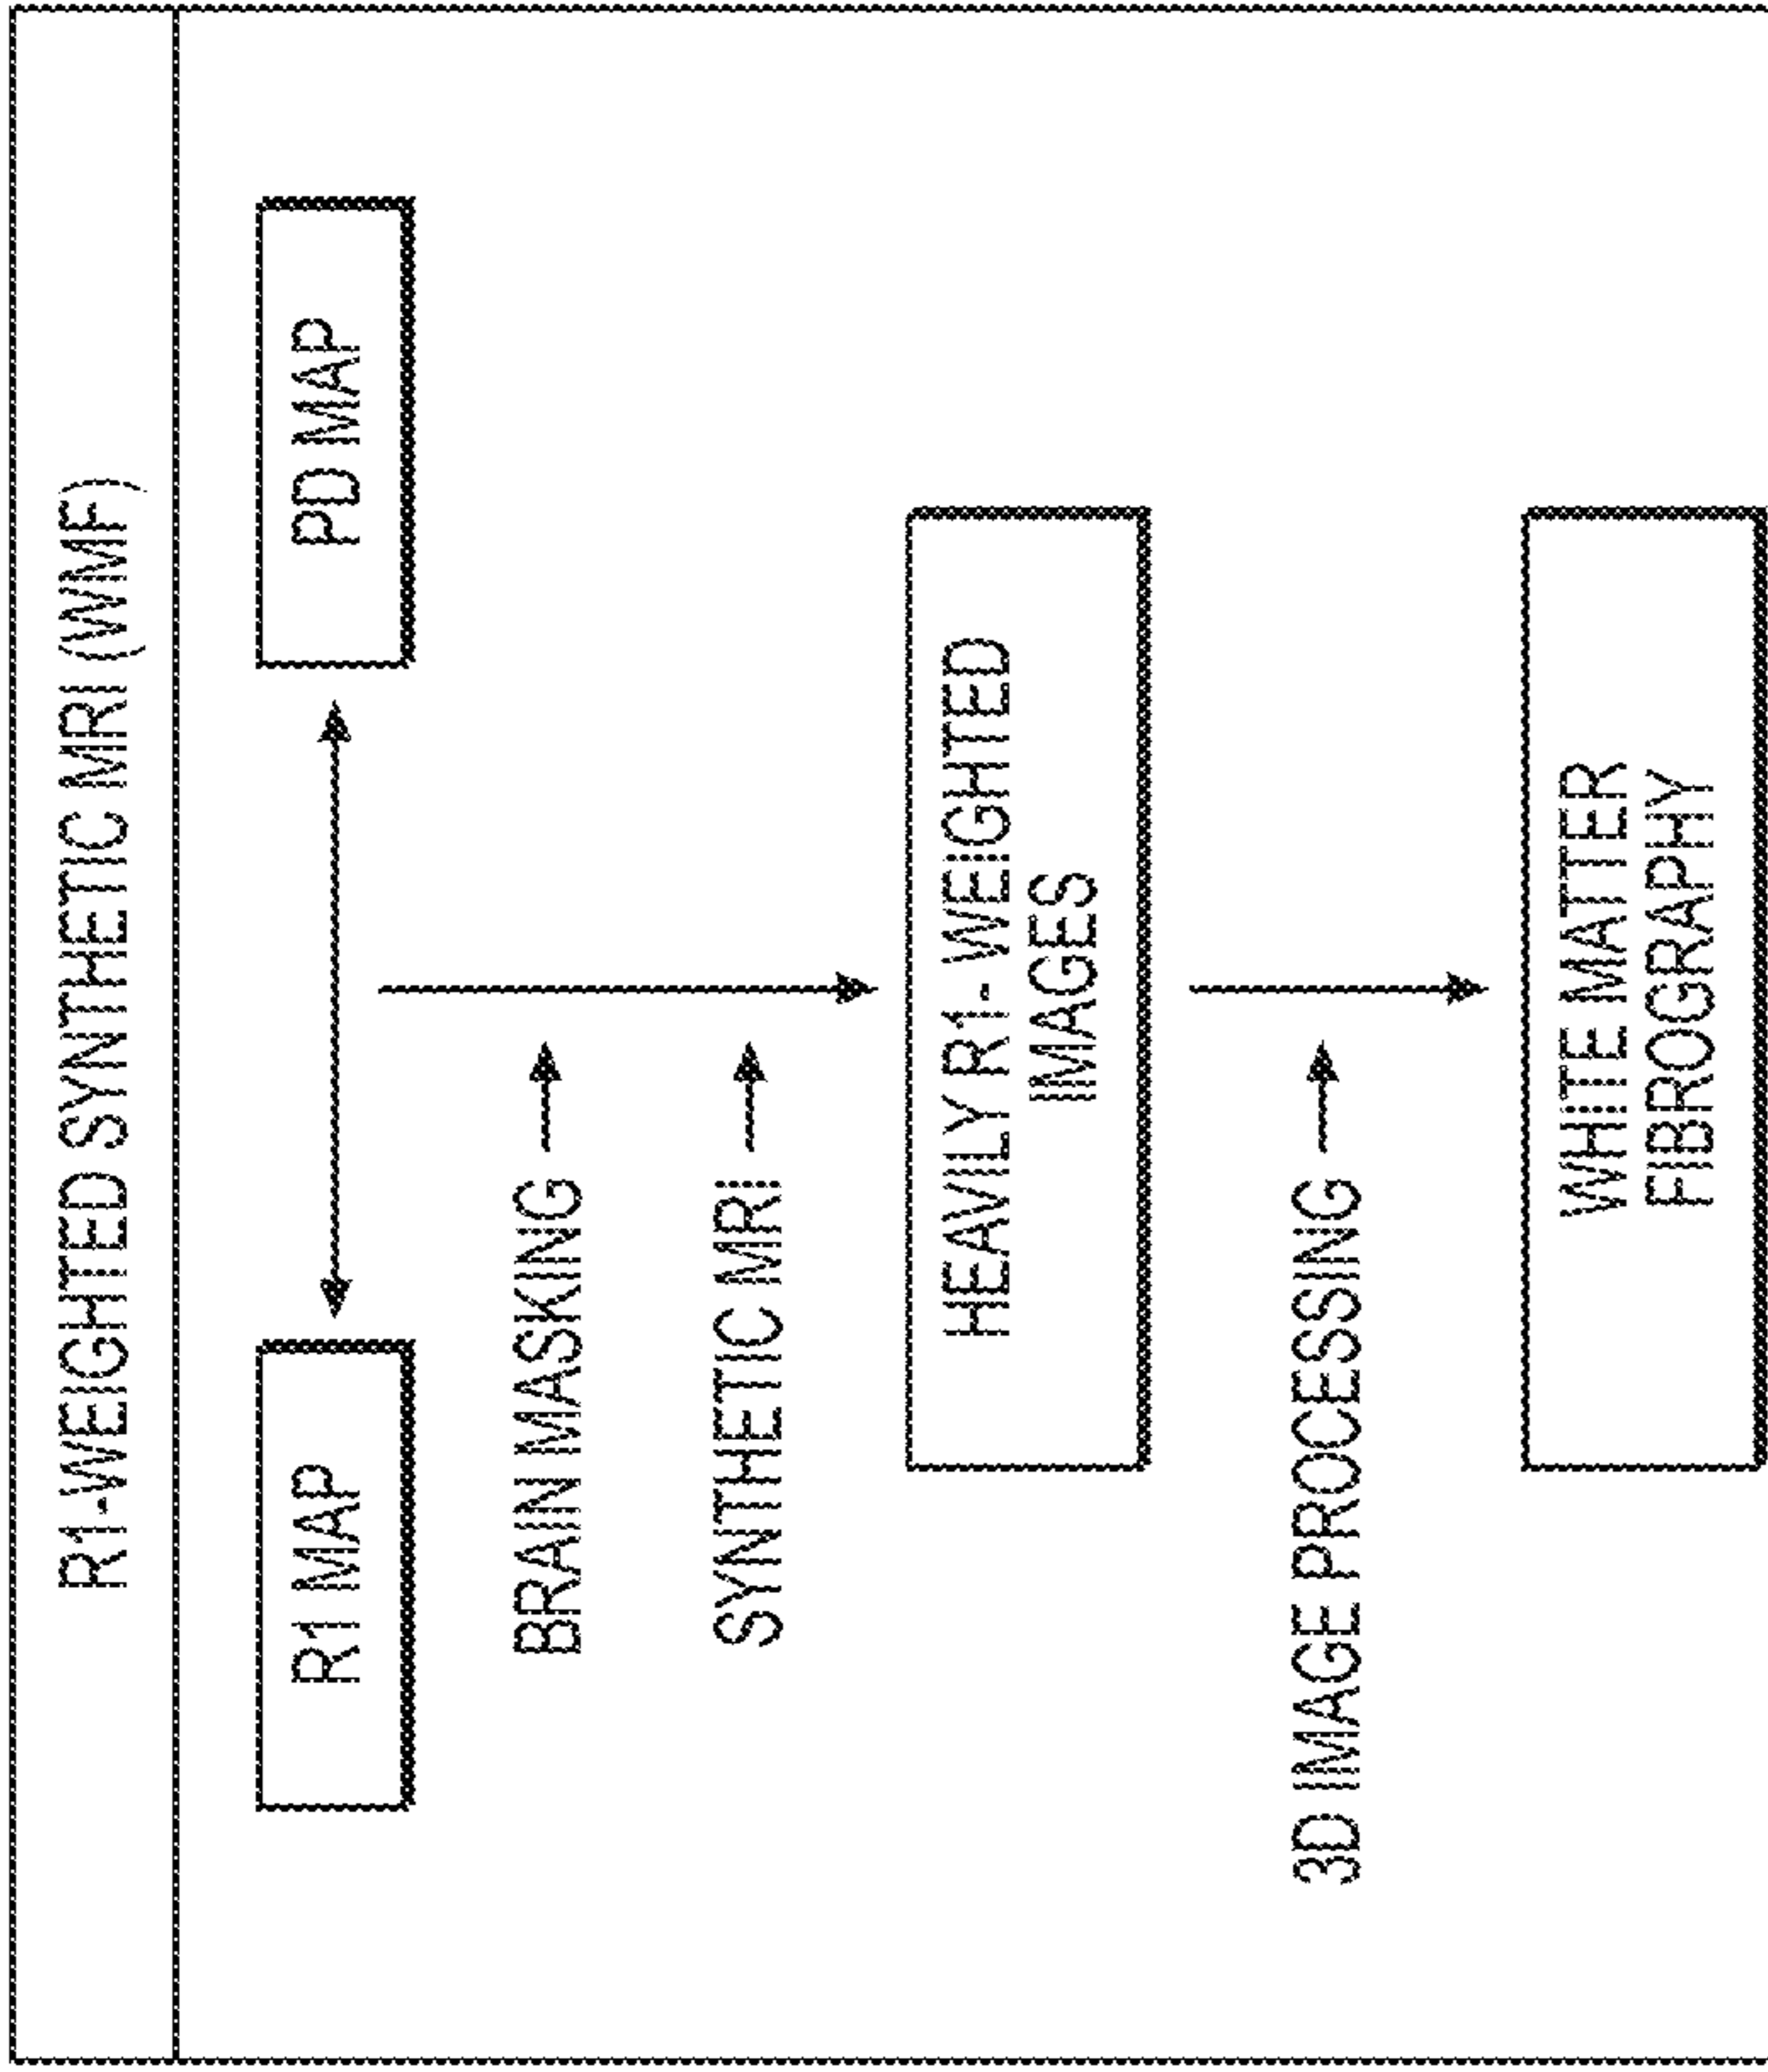 R1-WEIGHTED SYNTHETIC MRI (WMF)
R1 MAP
PD MAP
BRAIN MASKING
SYNTHETIC MRI
HEAVILY R1- WEIGHTED
IMAGES
3D IMAGE PROCESSING
WHITE MATTER
FIBROGRAPHY